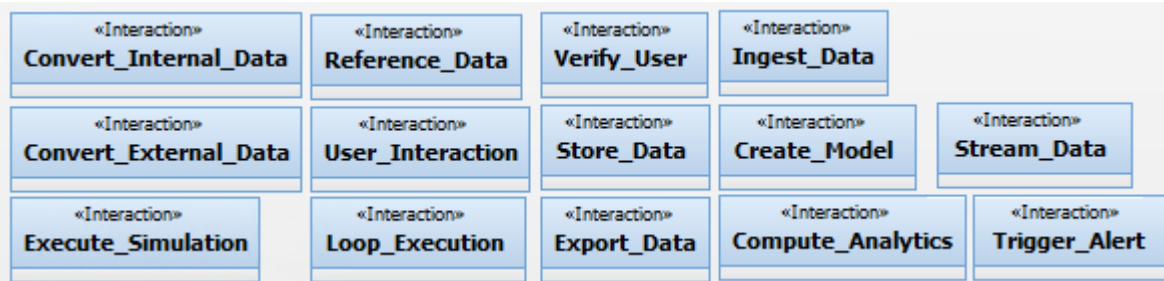 «Interaction»
Convert_Internal_Data
«Interaction»
Reference_Data
«Interaction»
Verify_User
«Interaction»
Ingest_Data
«Interaction»
Convert_External_Data
«Interaction»
User_Interaction
«Interaction»
Store_Data
«Interaction»
Create_Model
«Interaction»
Stream_Data
«Interaction»
Execute_Simulation
«Interaction»
Loop_Execution
«Interaction»
Export_Data
«Interaction»
Compute_Analytics
«Interaction»
Trigger_Alert